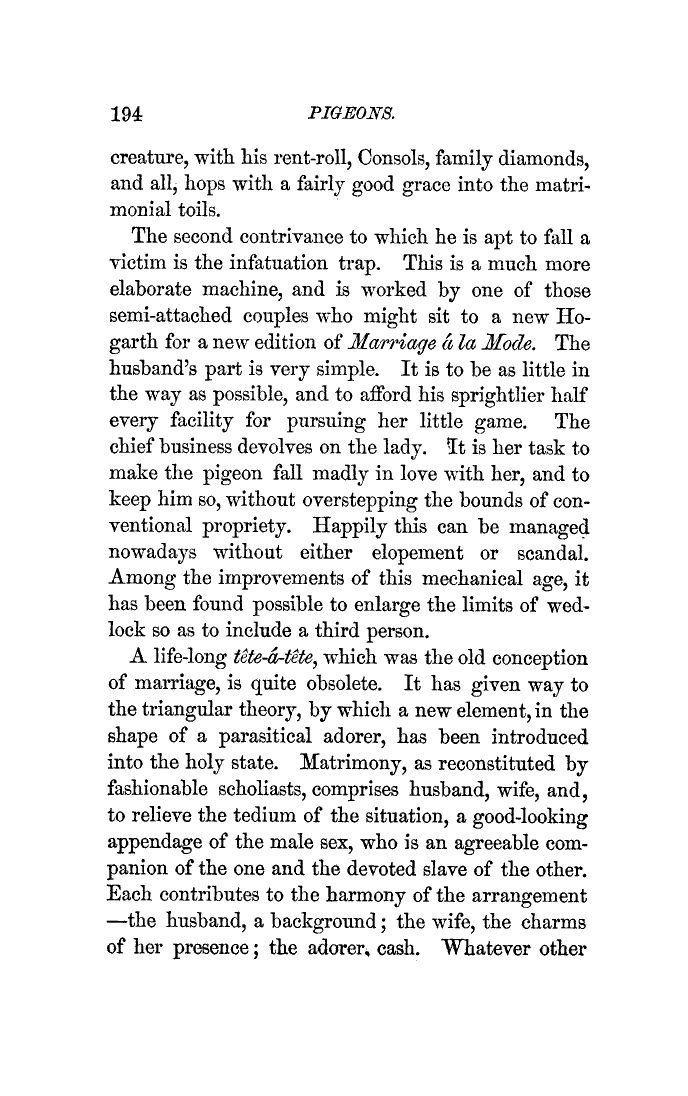 194 PIGEONS.
creature, with his rent-roll, Consols, family diamonds,
and all, hops with a fairly good grace into the matri-
monial toils.
The second contrivance to which he is apt to fall a
victim is the infatuation trap. This is a much more
elaborate machine, and is worked by one of those
semi-attached couples who might sit to a new Ho-
garth for a new edition of Marriage á la Mode. The
husband's part is very simple. It is to be as little in
the way as possible, and to afford his sprightlier half
every facility for pursuing her little game. The
chief business devolves on the lady. It is her task to
make the pigeon fall madly in love with her, and to
keep him so, without overstepping the bounds of con-
ventional propriety. Happily this can be managed
nowadays without either elopement or scandal.
Among the improvements of this mechanical age, it
has been found possible to enlarge the limits of wed-
lock so as to include a third person.
A life-long tête-á-tête, which was the old conception
of marriage, is quite obsolete. It has given way to
the triangular theory, by which a new element, in the
shape of a parasitical adorer, has been introduced
into the holy state. Matrimony, as reconstituted by
fashionable scholiasts, comprises husband, wife, and,
to relieve the tedium of the situation, a good-looking
appendage of the male sex, who is an agreeable com-
panion of the one and the devoted slave of the other.
Each contributes to the harmony of the arrangement
—the husband, a background; the wife, the charms
of her presence; the adorer, cash. Whatever other